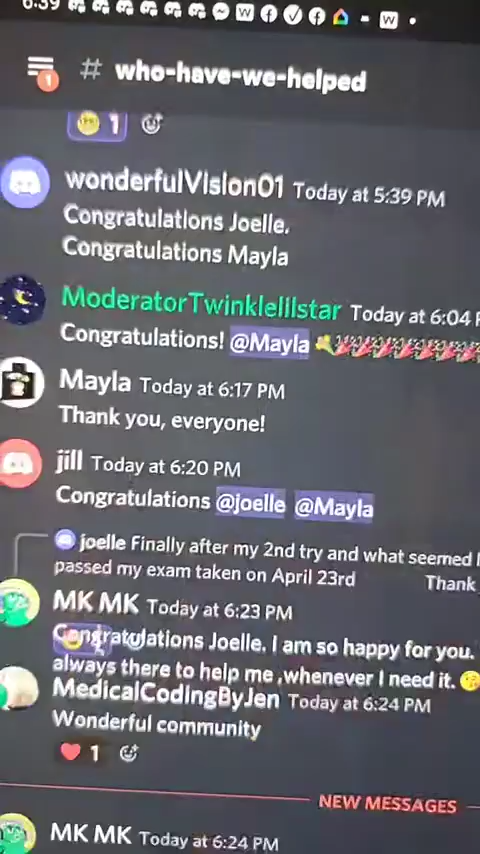 6:39
1
# who-have-we-helped
1
wonderfulVision01 Today at 5:39 PM
Congratulations Joelle.
Congratulations Mayla
ModeratorTwinklelilstar Today at 6:04
Congratulations! @Mayla
Mayla Today at 6:17 PM
Thank you, everyone!
jill Today at 6:20 PM
Congratulations @joelle @Mayla
joelle Finally after my 2nd try and what seemed
passed my exam taken on April 23rd Thank
MK MK Today at 6:23 PM
Congratulations Joelle. I am so happy for you.
always there to help me ,whenever I need it.
MedicalCodingByJen Today at 6:24 PM
Wonderful community
1
NEW MESSAGES
MK MK Today at 6:24 PM